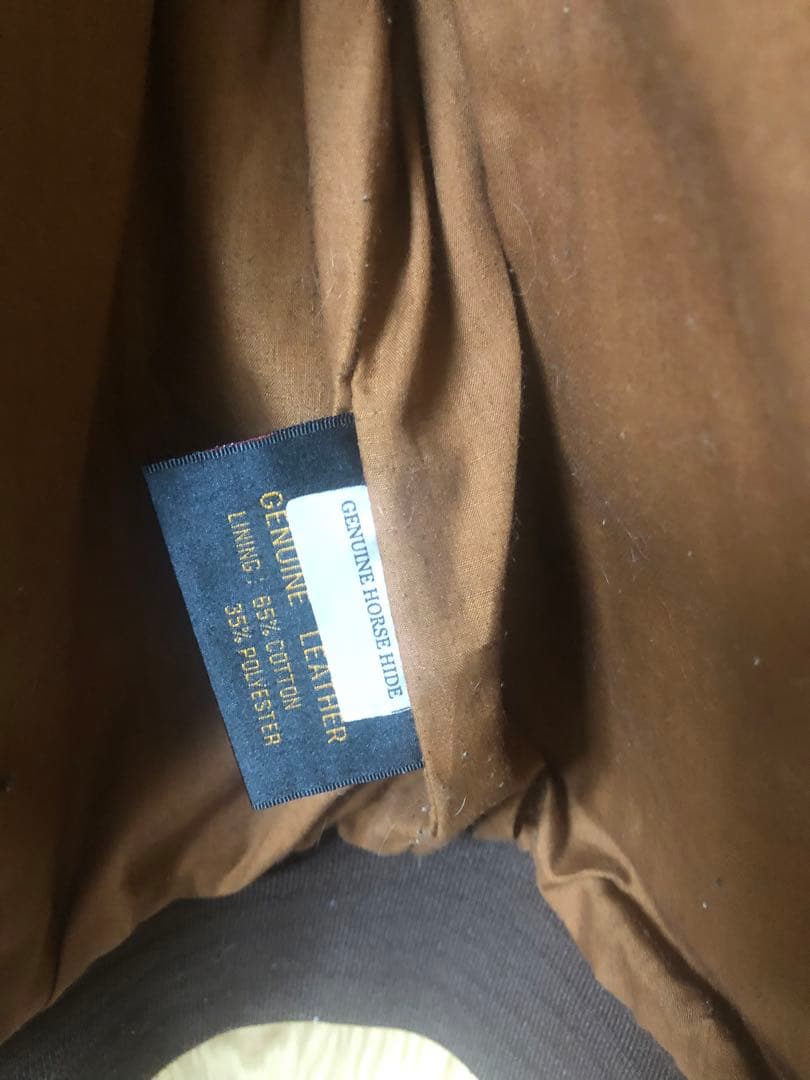 GENUINE HORSE HIDE
GENUINE LEATHER
LINING: 65% COTTON
35% POLYESTER